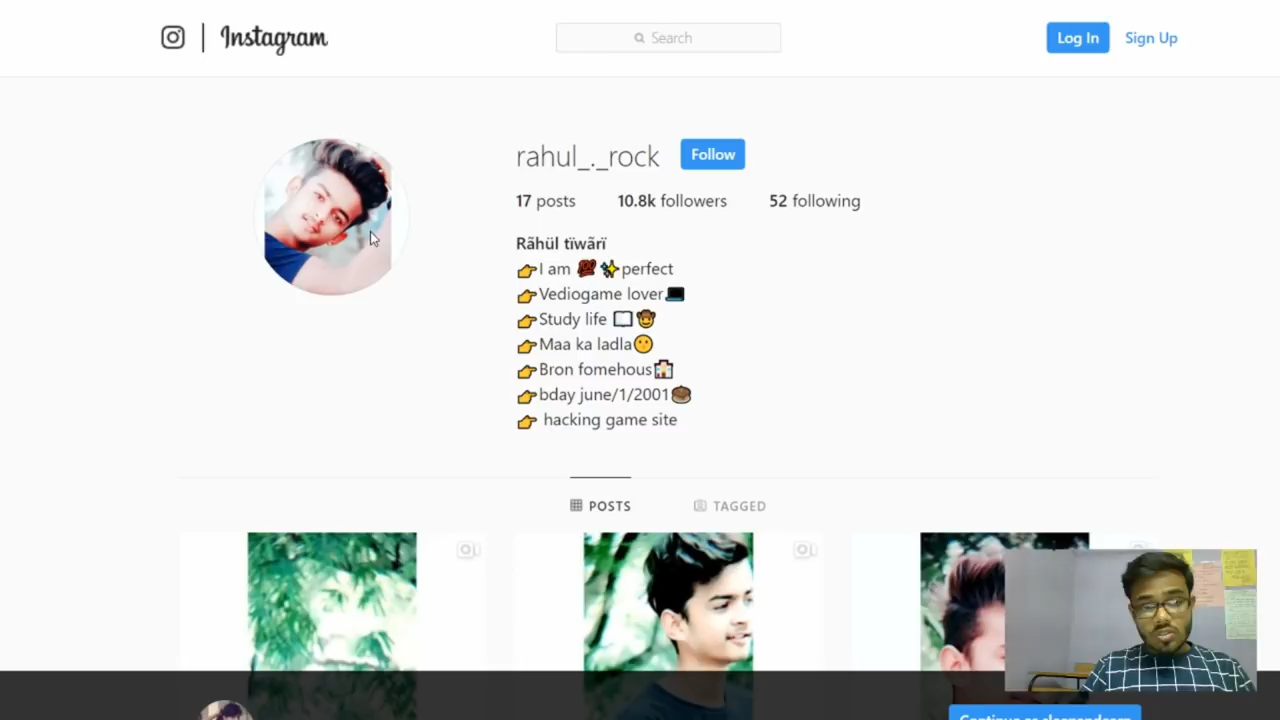 Instagram
Search
Log In
Sign Up
rahul_._rock
Follow
17 posts 10.8k followers 52 following
Rãhül tïwãrï
👉I am 💯✨perfect
👉Vediogame lover💻
👉Study life 📖🤠
👉Maa ka ladla😶
👉Bron fomehous🏥
👉bday june/1/2001🎂
👉 hacking game site
POSTS
TAGGED